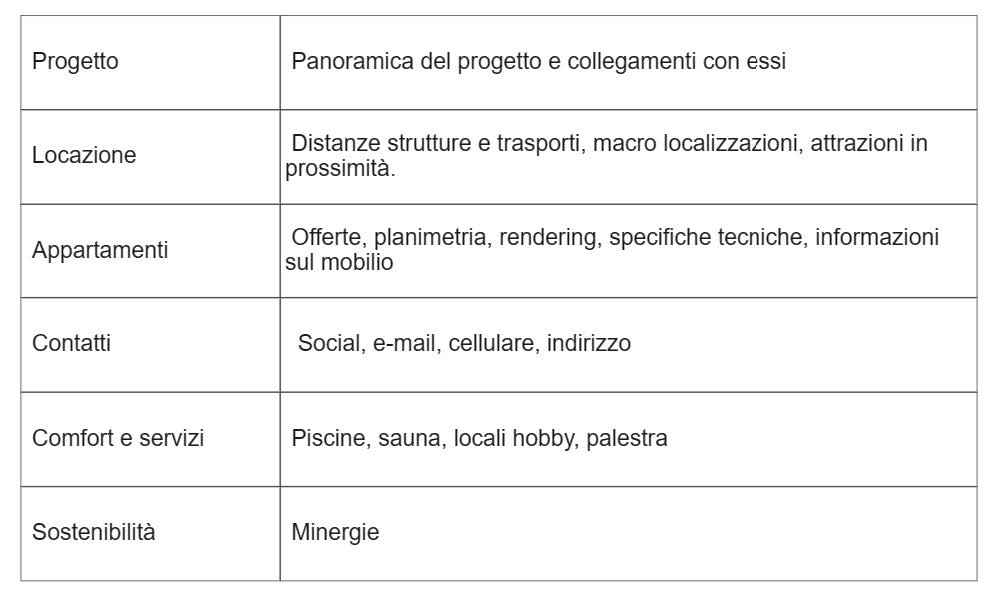 Progetto
Panoramica del progetto e collegamenti con essi
Locazione
Distanze strutture e trasporti, macro localizzazioni, attrazioni in
prossimità.
Appartamenti
Offerte, planimetria, rendering, specifiche tecniche, informazioni
sul mobilio
Contatti
Social, e-mail, cellulare, indirizzo
Comfort e servizi
Piscine, sauna, locali hobby, palestra
Sostenibilità
Minergie